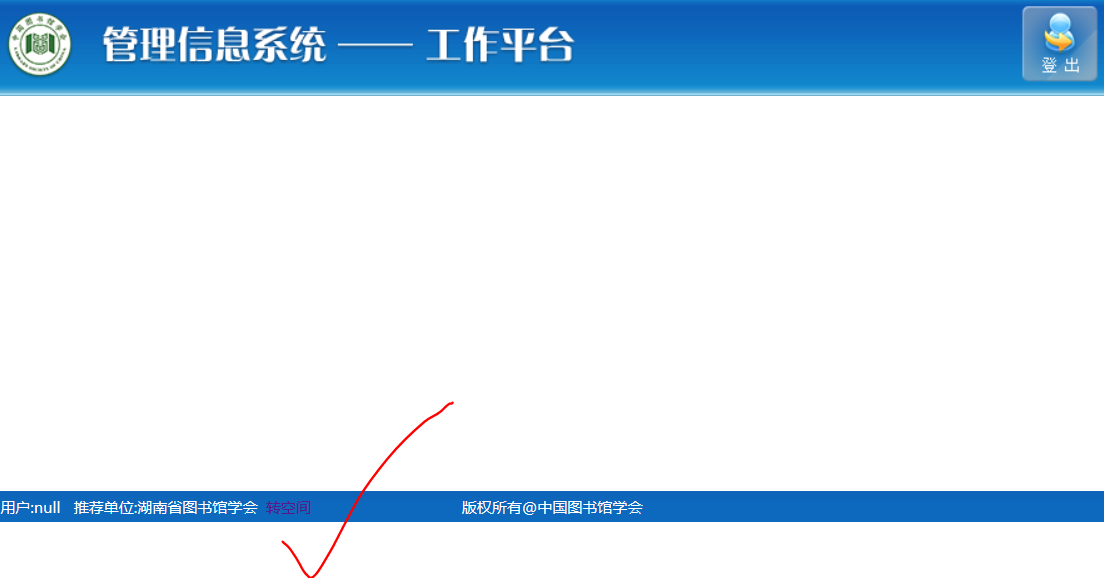 管理信息系统 —— 工作平台
登 出
用户:null 推荐单位:湖南省图书馆学会 转空间 版权所有@中国图书馆学会